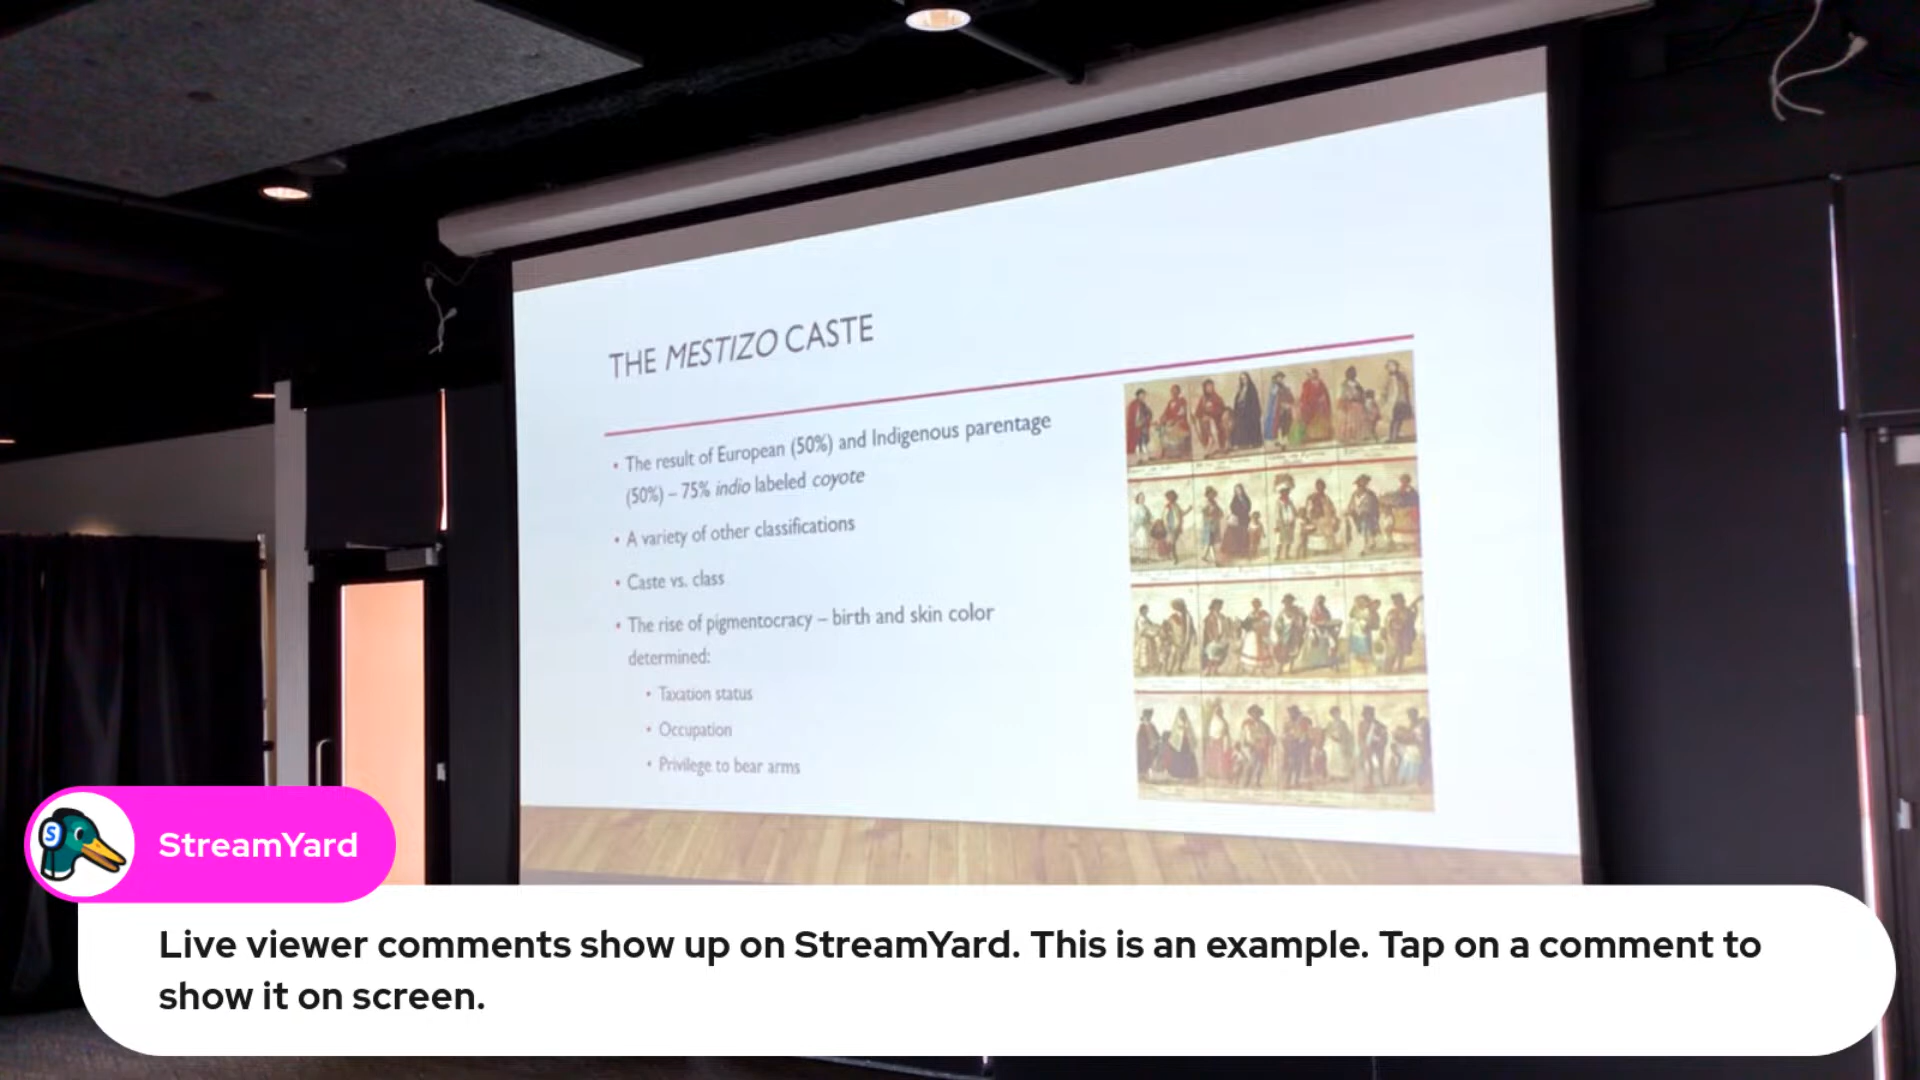 THE MESTIZO CASTE
• The result of European (50%) and Indigenous parentage
(50%) – 75% indio labeled coyote
• A variety of other classifications
• Caste vs. class
• The rise of pigmentocracy – birth and skin color
determined:
• Taxation status
• Occupation
• Privilege to bear arms
S
StreamYard
Live viewer comments show up on StreamYard. This is an example. Tap on a comment to
show it on screen.